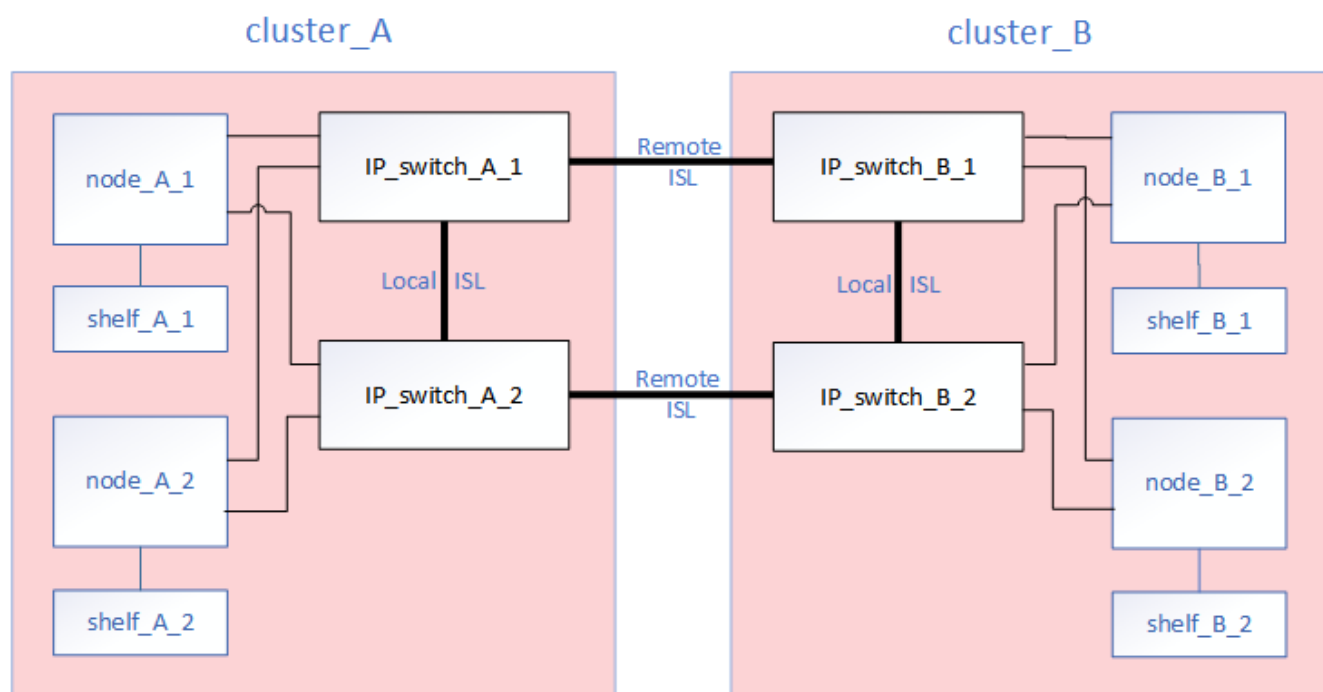 cluster_A
cluster_B
node_A_1
IP_switch_A_1
Remote
ISL
IP_switch_B_1
node_B_1
Local ISL
Local ISL
shelf_A_1
shelf_B_1
IP_switch_A_2
Remote
ISL
IP_switch_B_2
node_A_2
node_B_2
shelf_A_2
shelf_B_2